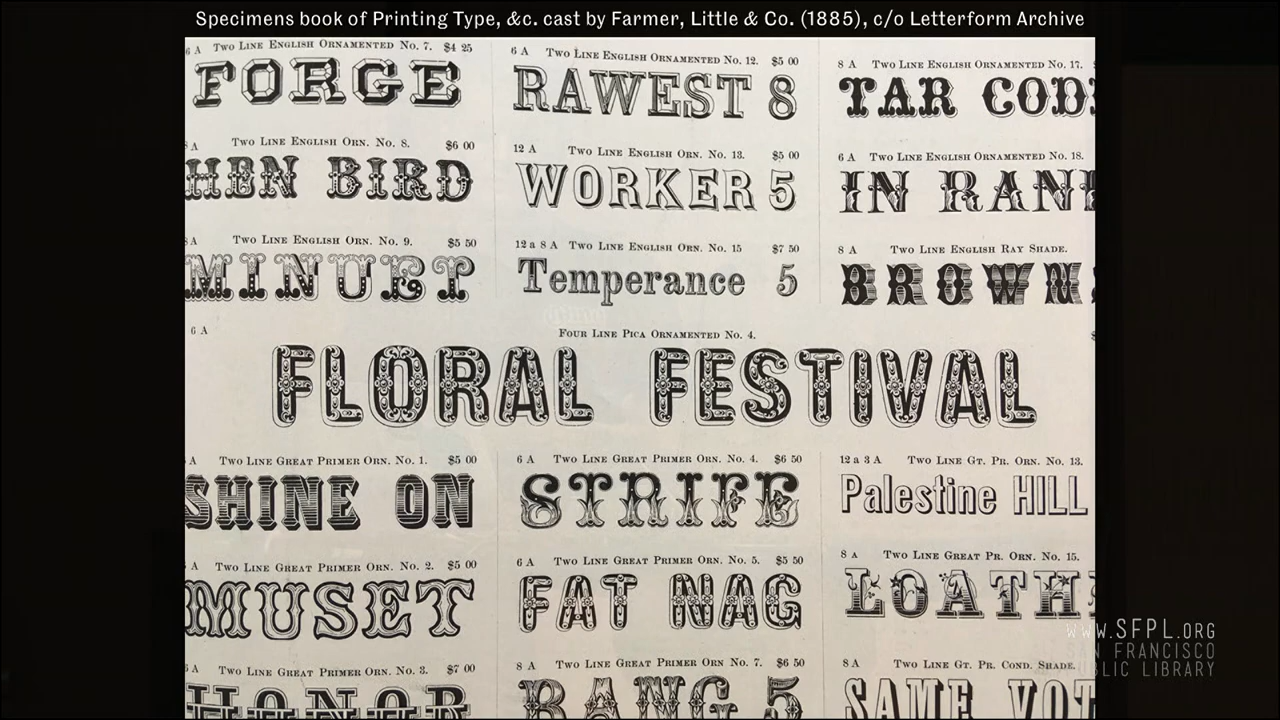 Specimens book of Printing Type, &c. cast by Farmer, Little & Co. (1885), c/o Letterform Archive
6 A Two Line English Ornamented No. 7. $4 25
FORGE
A Two Line English Orn. No. 8. $6 00
HEN BIRD
8 A Two Line English Orn. No. 9. $5 50
MINUET
6 A Two Line English Ornamented No. 12. $5 00
RAWEST 8
12 A Two Line English Orn. No. 13. $5 00
WORKER 5
12 a 8 A Two Line English Orn. No. 15 $7 50
Temperance 5
8 A Two Line English Ornamented No. 17.
TAR COD
6 A Two Line English Ornamented No. 18.
IN RAN
8 A Two Line English Ray Shade.
BROWN
6 A Four Line Pica Ornamented No. 4.
FLORAL FESTIVAL
A Two Line Great Primer Orn. No. 1. $5 00
SHINE ON
A Two Line Great Primer Orn. No. 2. $5 00
MUSET
A Two Line Great Primer Orn. No. 3. $7 00
HONOR
6 A Two Line Great Primer Orn. No. 4. $6 50
STRIFE
6 A Two Line Great Primer Orn. No. 5. $5 50
FAT NAG
8 A Two Line Great Primer Orn. No. 7. $6 50
BANG 5
12 a 3 A Two Line Gt. Pr. Orn. No. 13.
Palestine HILL
8 A Two Line Great Pr. Orn. No. 15.
LOATH
8 A Two Line Gt. Pr. Cond. Shade.
SAME VOT
www.SFPL.org
SAN FRANCISCO
PUBLIC LIBRARY